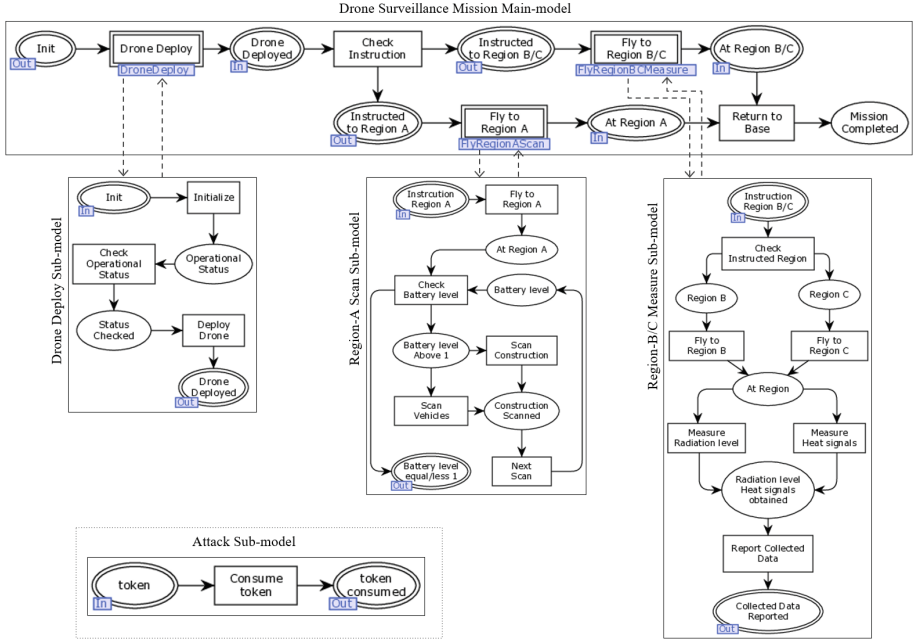 Drone Surveillance Mission Main-model
Init
Out
Drone Deploy
DroneDeploy
Drone
Deployed
In
Check
Instruction
Instructed
to Region B/C
Out
Fly to
Region B/C
FlyRegionBCMeasure
At Region B/C
In
Instructed
to Region A
Out
Fly to
Region A
FlyRegionAScan
At Region A
In
Return to
Base
Mission
Completed
Drone Deploy Sub-model
Init
In
Initialize
Check
Operational
Status
Operational
Status
Status
Checked
Deploy
Drone
Drone
Deployed
Out
Region-A Scan Sub-model
Instrcution
Region A
In
Fly to
Region A
At Region A
Check
Battery level
Battery level
Battery level
Above 1
Scan
Construction
Scan
Vehicles
Construction
Scanned
Battery level
equal/less 1
Out
Next
Scan
Region-B/C Measure Sub-model
Instruction
Region B/C
In
Check
Instructed Region
Region B
Region C
Fly to
Region B
Fly to
Region C
At Region
Measure
Radiation level
Measure
Heat signals
Radiation level
Heat signals
obtained
Report Collected
Data
Collected Data
Reported
Out
Attack Sub-model
token
In
Consume
token
token
consumed
Out